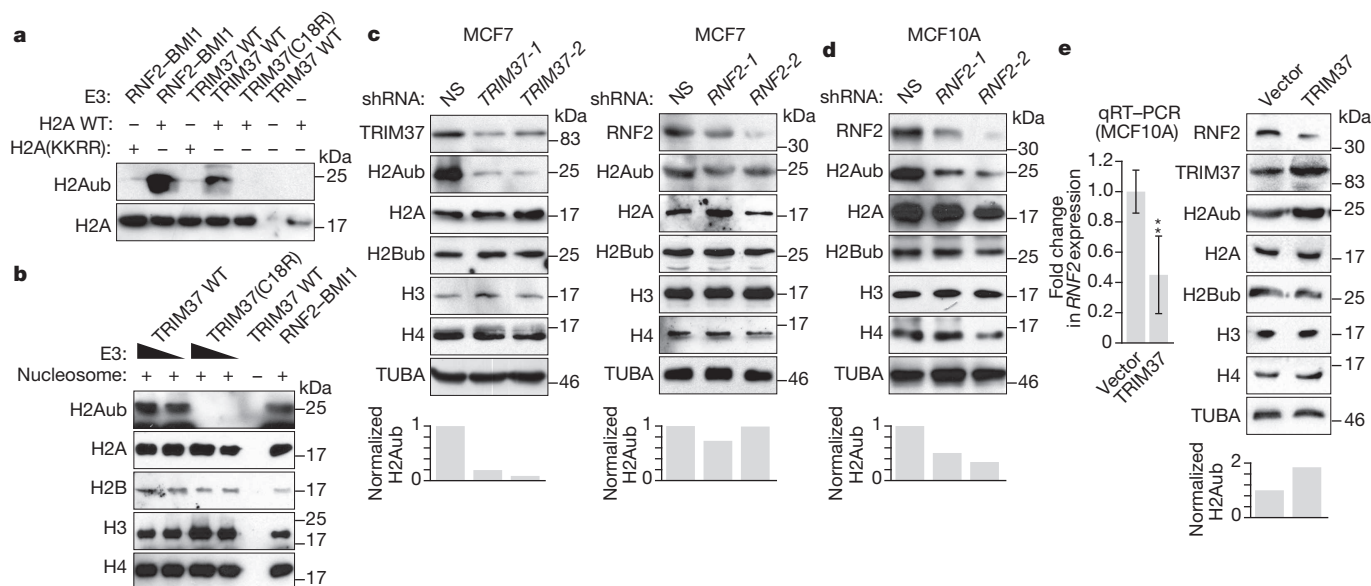 a
RNF2–BMI1
RNF2–BMI1
TRIM37 WT
TRIM37 WT
TRIM37(C18R)
TRIM37 WT
E3: –
H2A WT: – + – + + – +
H2A(KKRR): + – + – – – –
kDa
H2Aub 25
H2A 17
b
TRIM37 WT
TRIM37(C18R)
TRIM37 WT
RNF2–BMI1
E3:
Nucleosome: + + + + – +
kDa
H2Aub 25
H2A 17
H2B 17
H3 25
17
H4 17
c
MCF7
shRNA: NS TRIM37-1 TRIM37-2
kDa
TRIM37 83
H2Aub 25
H2A 17
H2Bub 25
H3 17
H4 17
TUBA 46
Normalized
H2Aub
1
0
MCF7
shRNA: NS RNF2-1 RNF2-2
kDa
RNF2 30
H2Aub 25
H2A 17
H2Bub 25
H3 17
H4 17
TUBA 46
Normalized
H2Aub
1
0
d
MCF10A
shRNA: NS RNF2-1 RNF2-2
kDa
RNF2 30
H2Aub 25
H2A 17
H2Bub 25
H3 17
H4 17
TUBA 46
Normalized
H2Aub
1
0
e
qRT–PCR
(MCF10A)
Fold change
in RNF2 expression
1.2
1.0
0.8
0.6
0.4
0.2
0
**
Vector
TRIM37
Vector TRIM37
kDa
RNF2 30
TRIM37 83
H2Aub 25
H2A 17
H2Bub 25
H3 17
H4 17
TUBA 46
Normalized
H2Aub
2
0